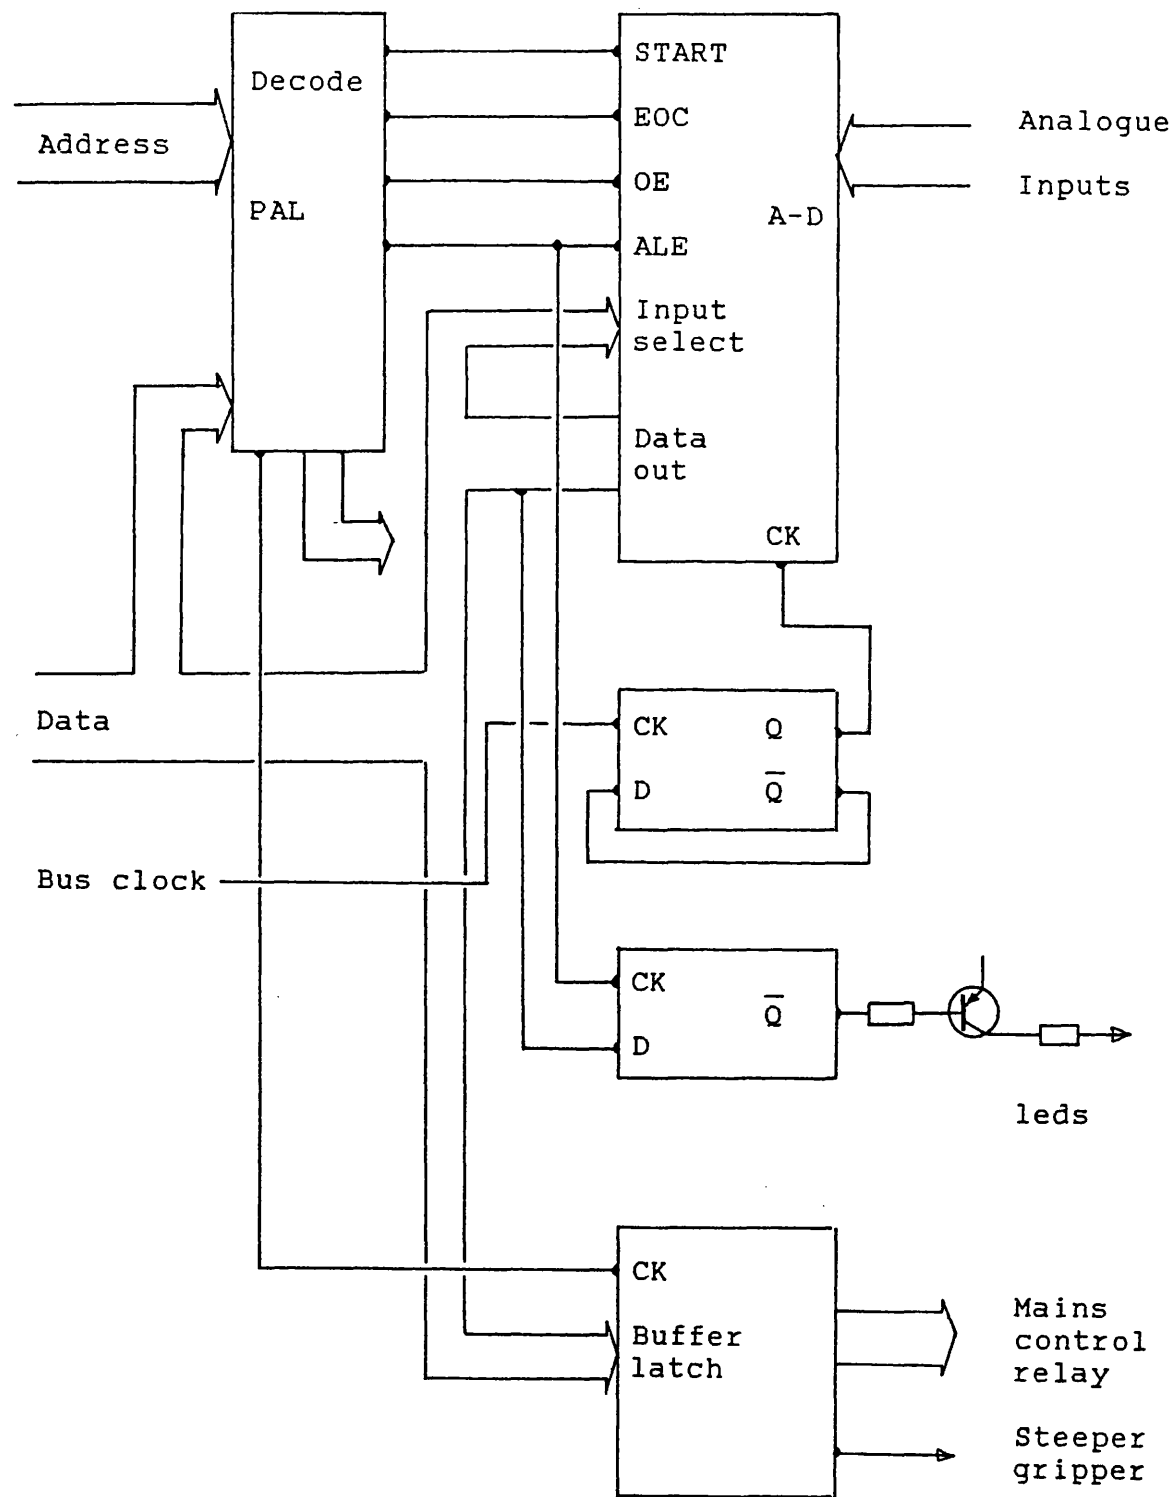 Decode
PAL
Address
START
EOC
OE
ALE
A-D
Input
select
Data
out
CK
Analogue
Inputs
Data
CK Q
D Q̅
Bus clock
CK
Q̅
D
leds
CK
Buffer
latch
Mains
control
relay
Steeper
gripper